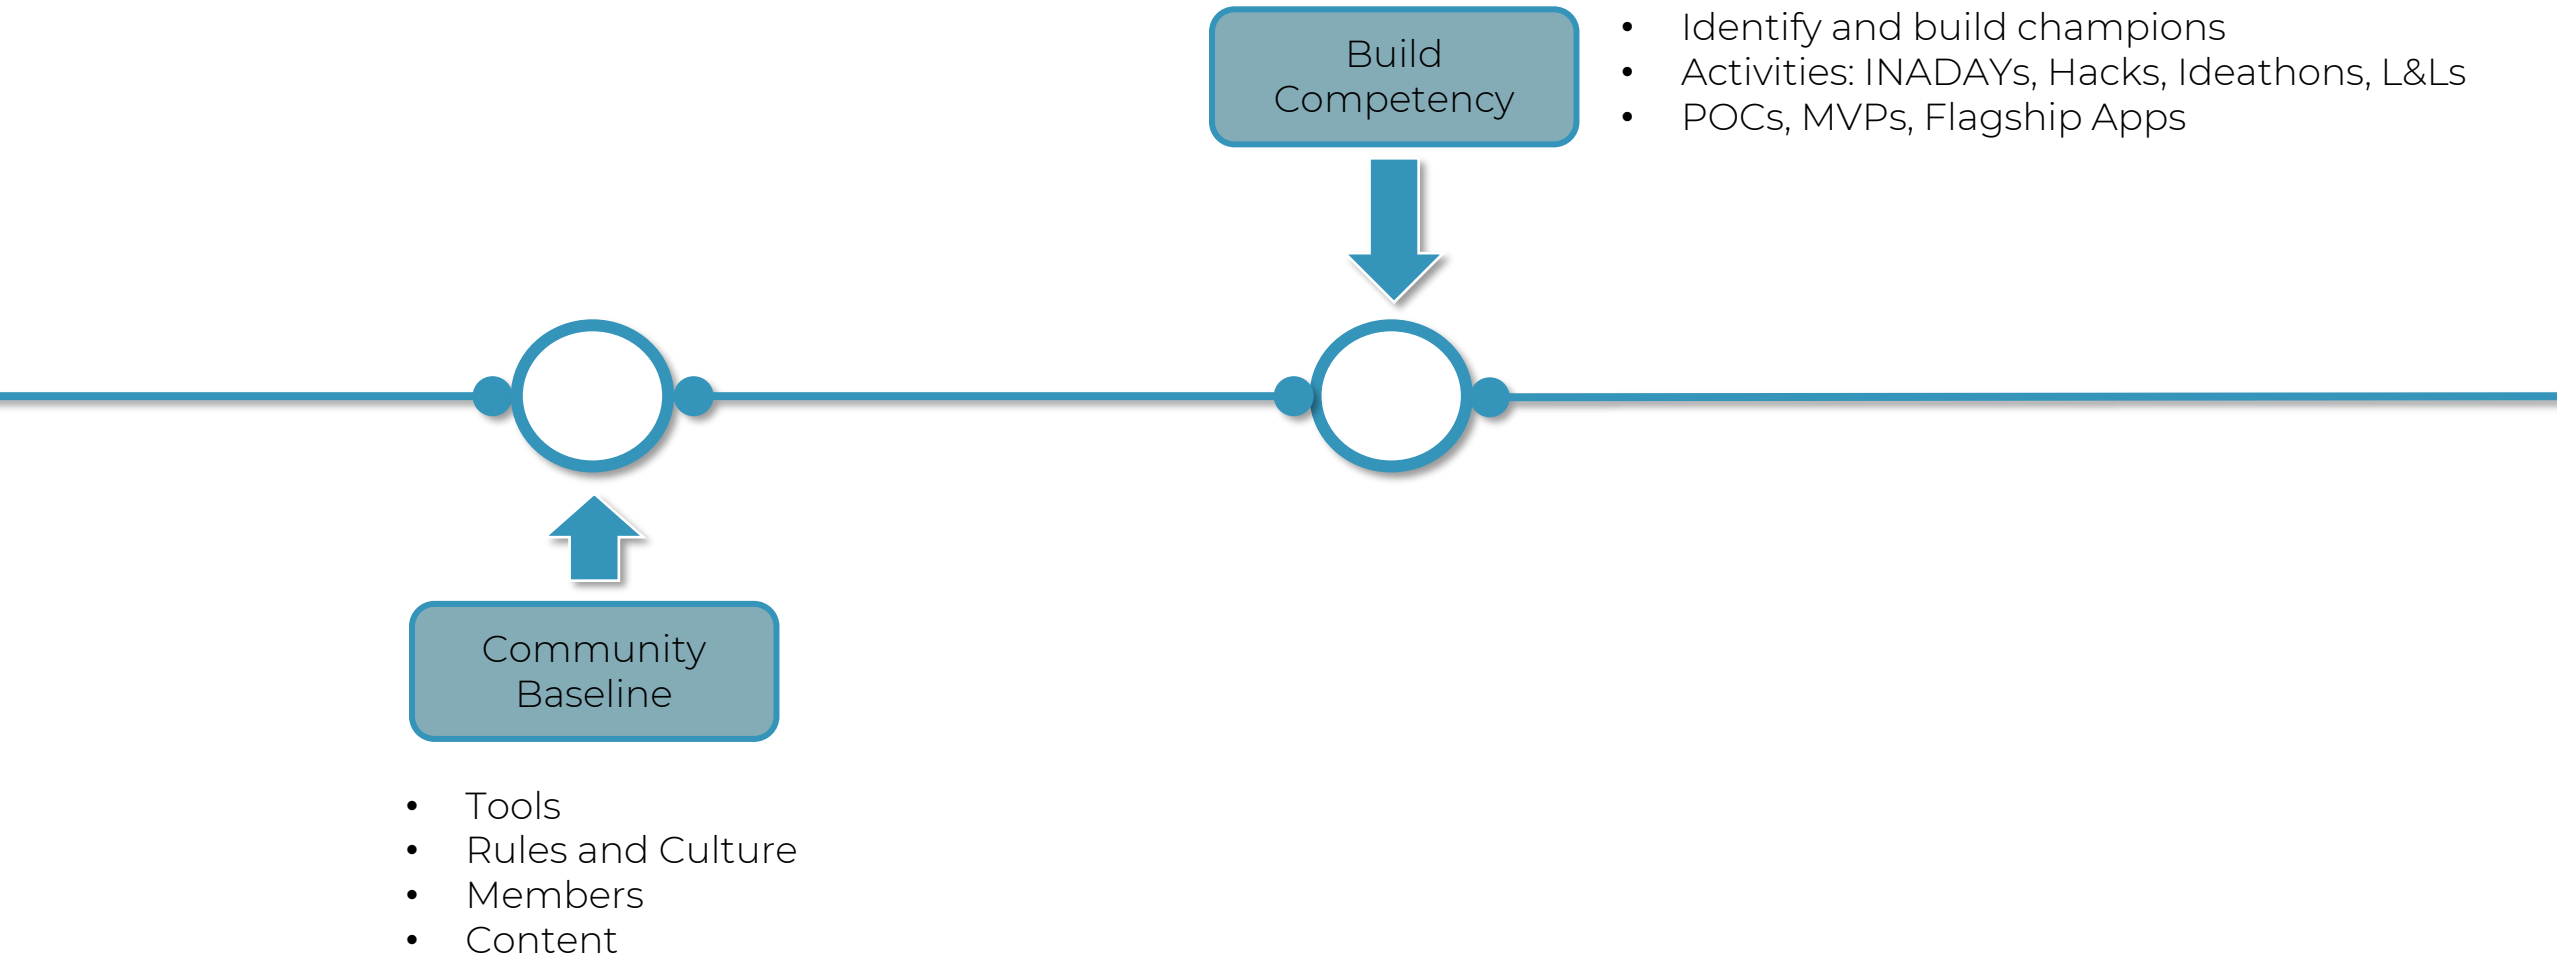 Build
Competency
• Identify and build champions
• Activities: INADAYs, Hacks, Ideathons, L&Ls
• POCs, MVPs, Flagship Apps
Community
Baseline
• Tools
• Rules and Culture
• Members
• Content